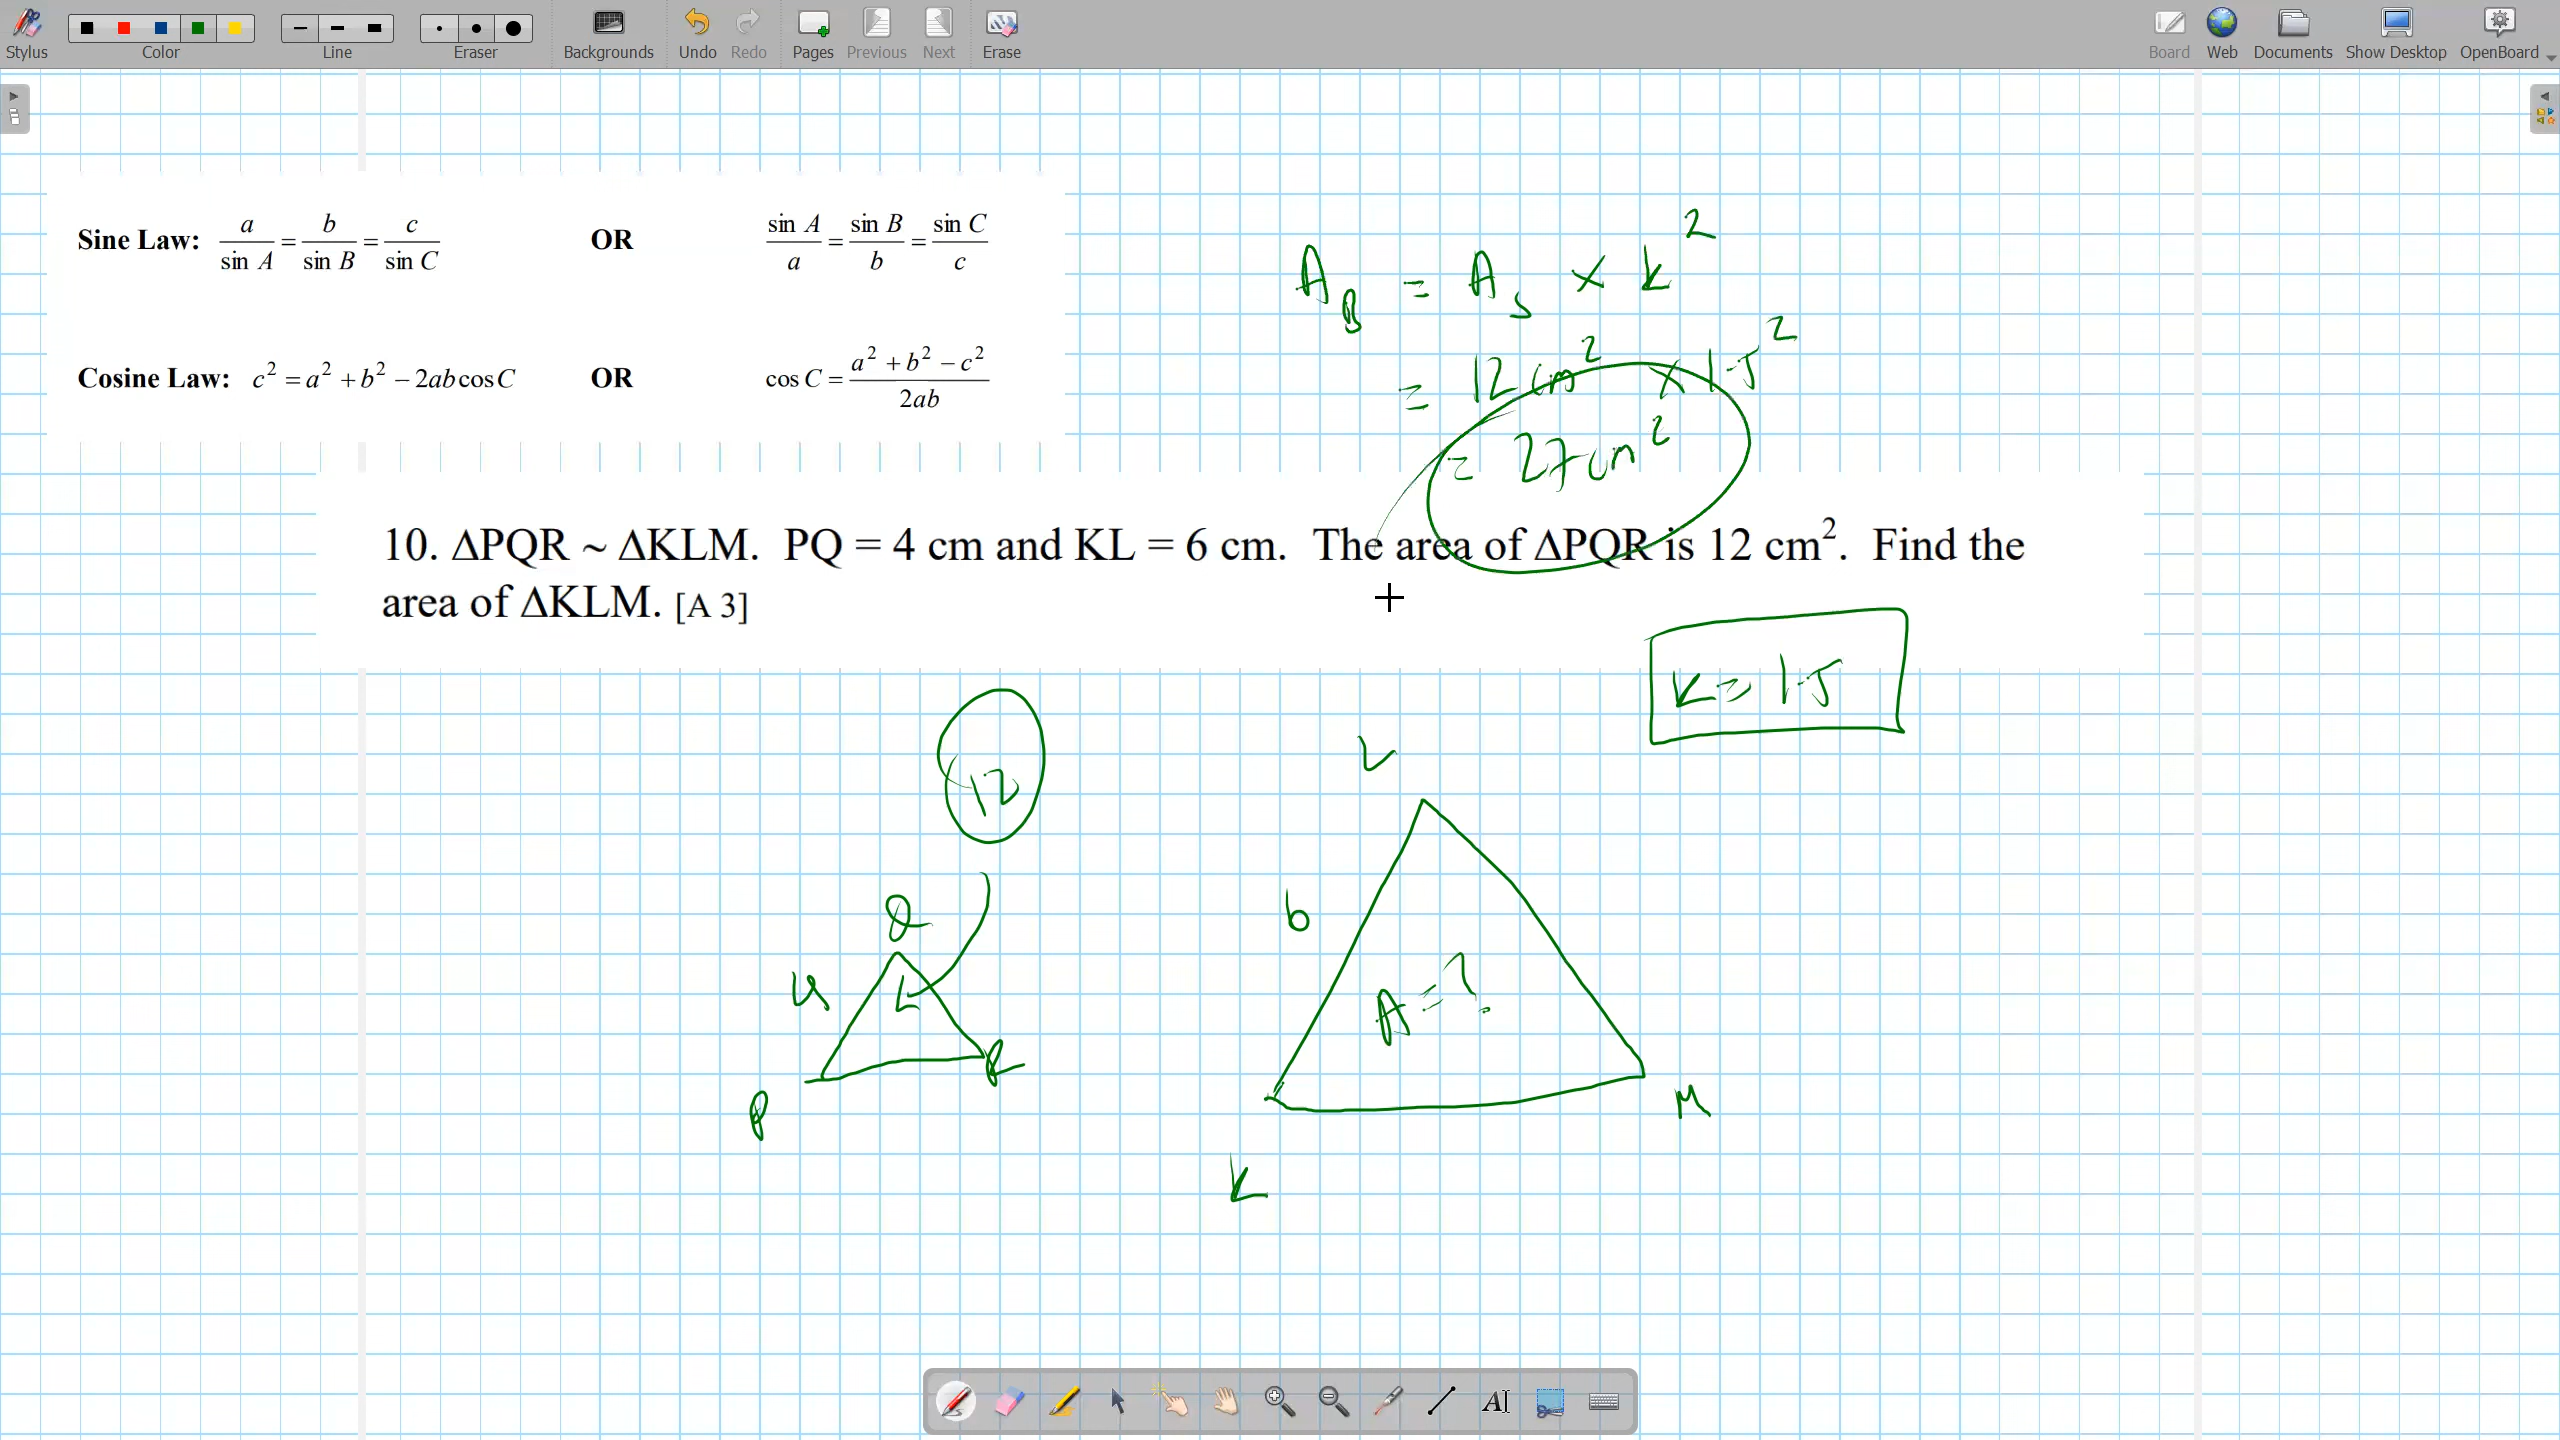 Stylus Color Line Eraser Backgrounds Undo Redo Pages Previous Next Erase Board Web Documents Show Desktop OpenBoard
Sine Law: a/sin A = b/sin B = c/sin C OR sin A/a = sin B/b = sin C/c
Cosine Law: c² = a² + b² − 2ab cos C OR cos C = (a² + b² − c²)/2ab
A_B = A_S × k²
= 12 cm² × 1.5²
= 27 cm²
10. ΔPQR ~ ΔKLM. PQ = 4 cm and KL = 6 cm. The area of ΔPQR is 12 cm². Find the
area of ΔKLM. [A 3]
k = 1.5
12
L
Q
6
4
A = ?
R
P
M
K
AI